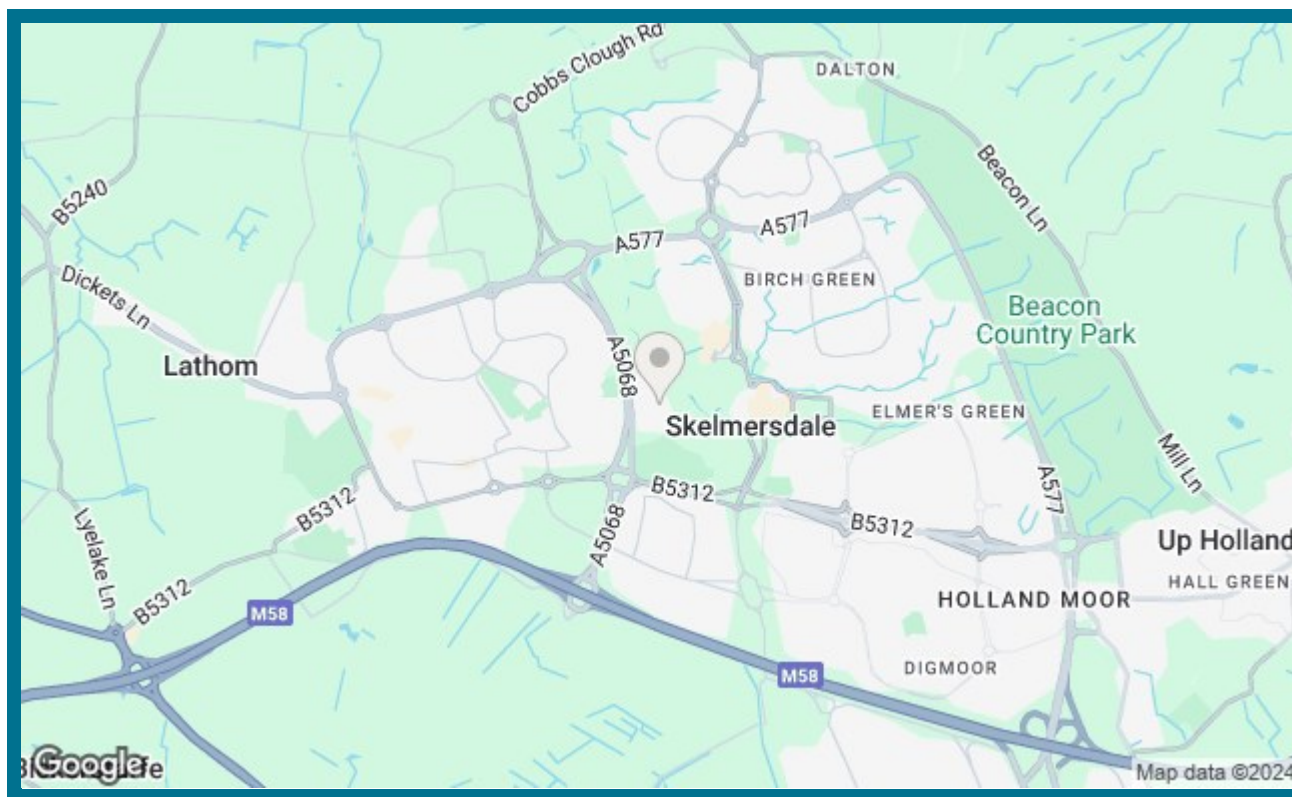 Cobbs Clough Rd
DALTON
B5240
Beacon Ln
A577
A577
Dickets Ln
BIRCH GREEN
Beacon
Country Park
Lathom
A5068
Skelmersdale
ELMER'S GREEN
Mill Ln
A577
B5312
B5312
B5312
Lyelake Ln
A5068
Up Holland
HALL GREEN
HOLLAND MOOR
B5312
M58
DIGMOOR
M58
Google
Map data ©2024